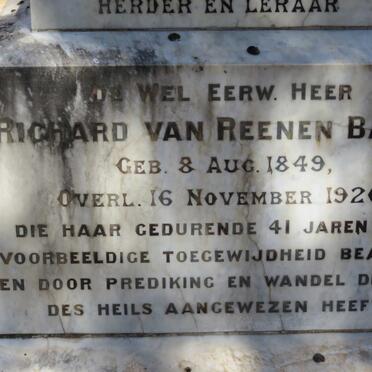 HERDER EN LERAAR
DE WEL EERW. HEER
RICHARD VAN REENEN
GEB. 8 AUG. 1849,
OVERL. 16 NOVEMBER
DIE HAAR GEDURENDE 41 JAREN
VOORBEELDIGE TOEGEWIJDHEID
EN DOOR PREDIKING EN WANDEL
DES HEILS AANGEWEZEN